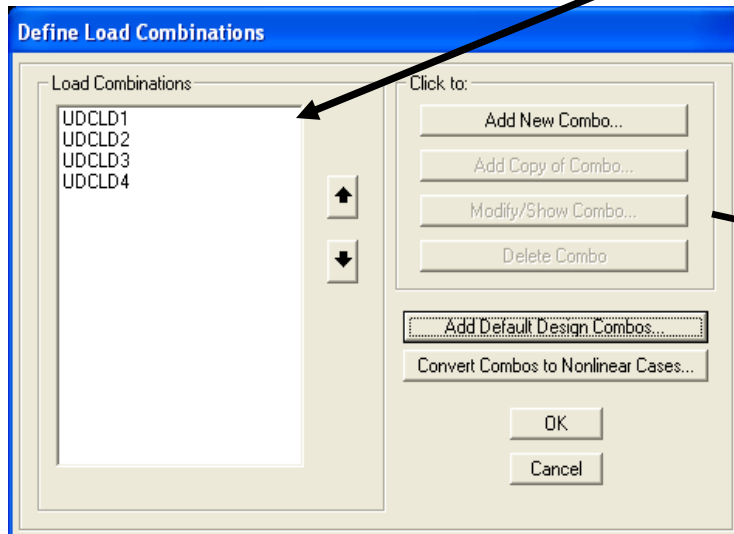 Define Load Combinations
Load Combinations
UDCLD1
UDCLD2
UDCLD3
UDCLD4
Click to:
Add New Combo...
Add Copy of Combo...
Modify/Show Combo...
Delete Combo
Add Default Design Combos...
Convert Combos to Nonlinear Cases...
OK
Cancel